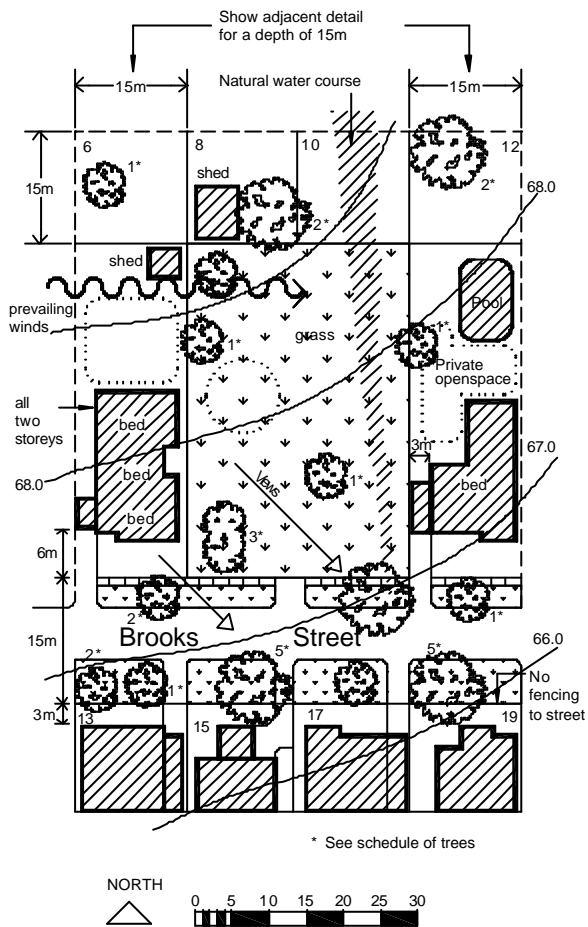 Show adjacent detail
for a depth of 15m
15m
Natural water course
15m
6
8
10
12
1*
shed
2*
2*
15m
68.0
shed
prevailing
winds
grass
Pool
1*
1*
Private
openspace
all
two
storeys
bed
bed
bed
3m
bed
67.0
68.0
Views
1*
3*
6m
15m
2*
1*
Brooks Street
66.0
2*
1*
5*
5*
No
fencing
to street
3m
13
15
17
19
* See schedule of trees
NORTH
0 5 10 15 20 25 30